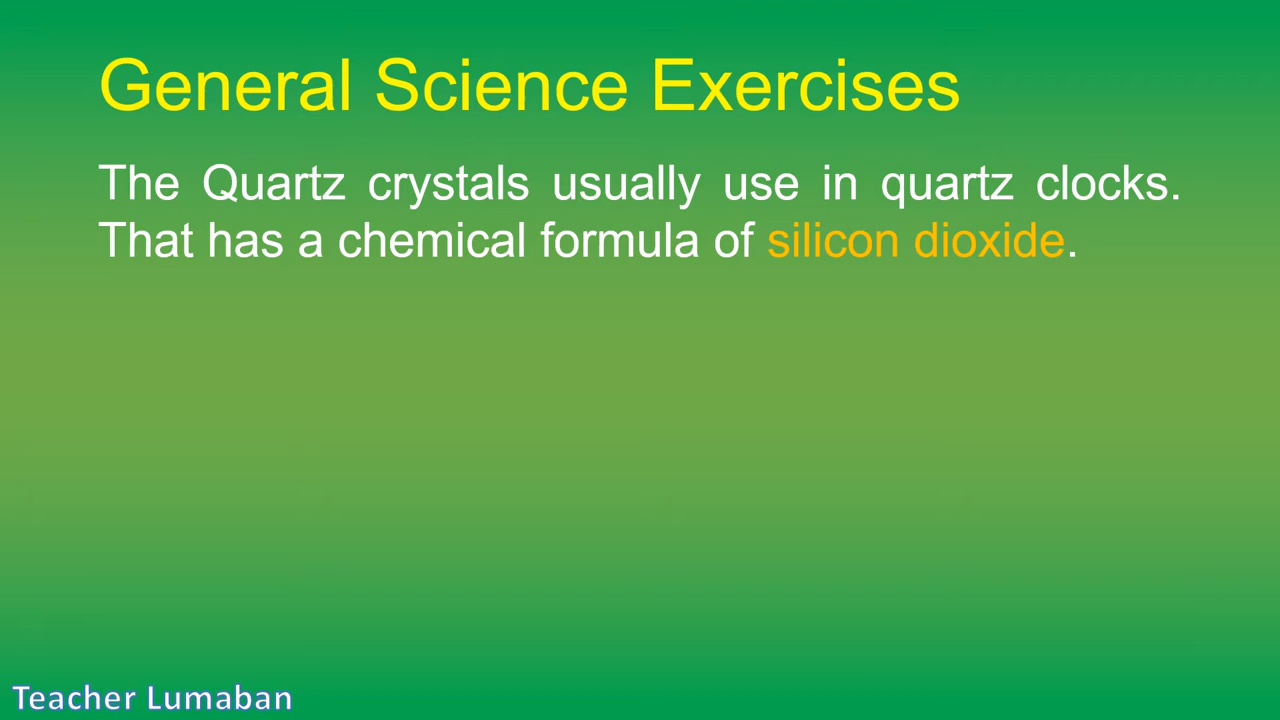 General Science Exercises
The Quartz crystals usually use in quartz clocks.
That has a chemical formula of silicon dioxide.
Teacher Lumaban